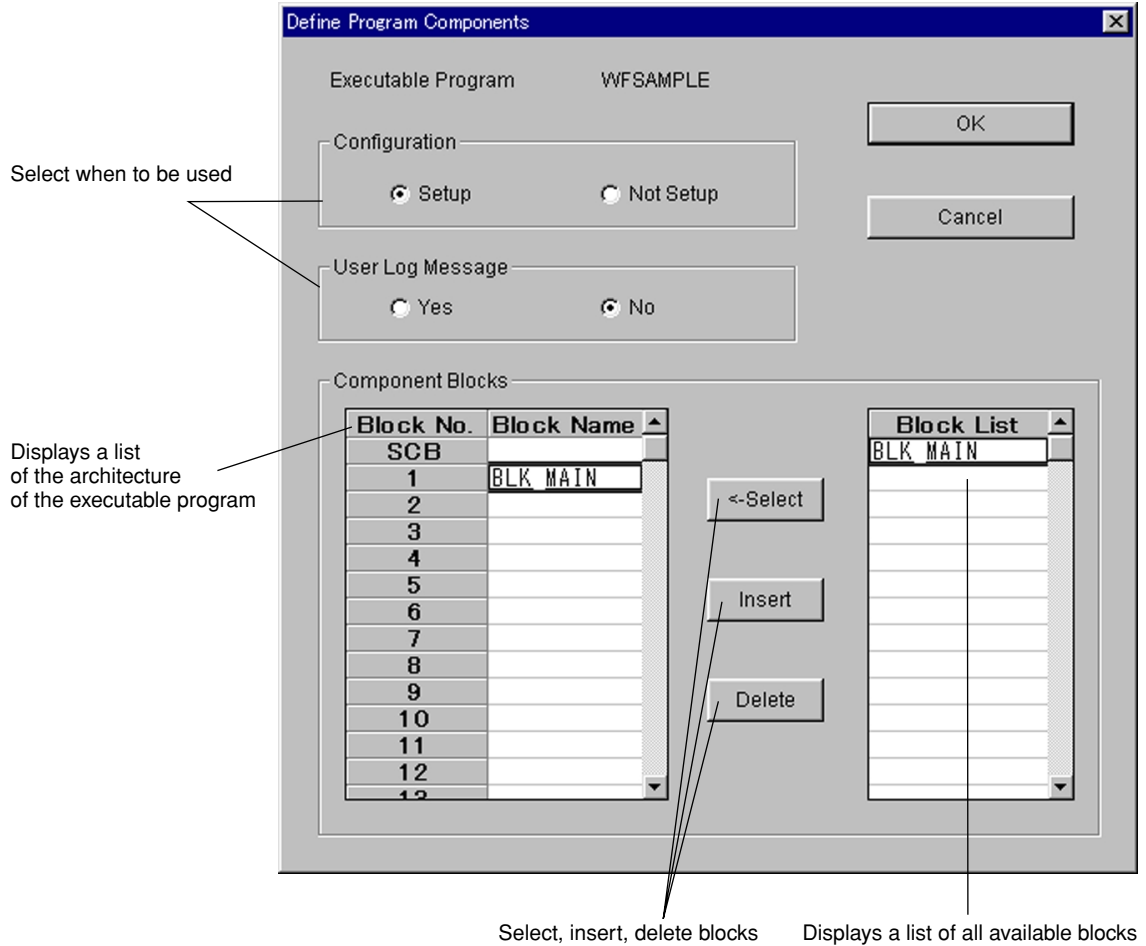 Define Program Components
Executable Program WFSAMPLE
OK
Configuration
Select when to be used
Setup Not Setup
Cancel
User Log Message
Yes No
Component Blocks
Block No. Block Name
Block List
SCB
BLK_MAIN
Displays a list
of the architecture
of the executable program
1 BLK_MAIN
2
<-Select
3
4
5
6
Insert
7
8
9
Delete
10
11
12
13
Select, insert, delete blocks
Displays a list of all available blocks